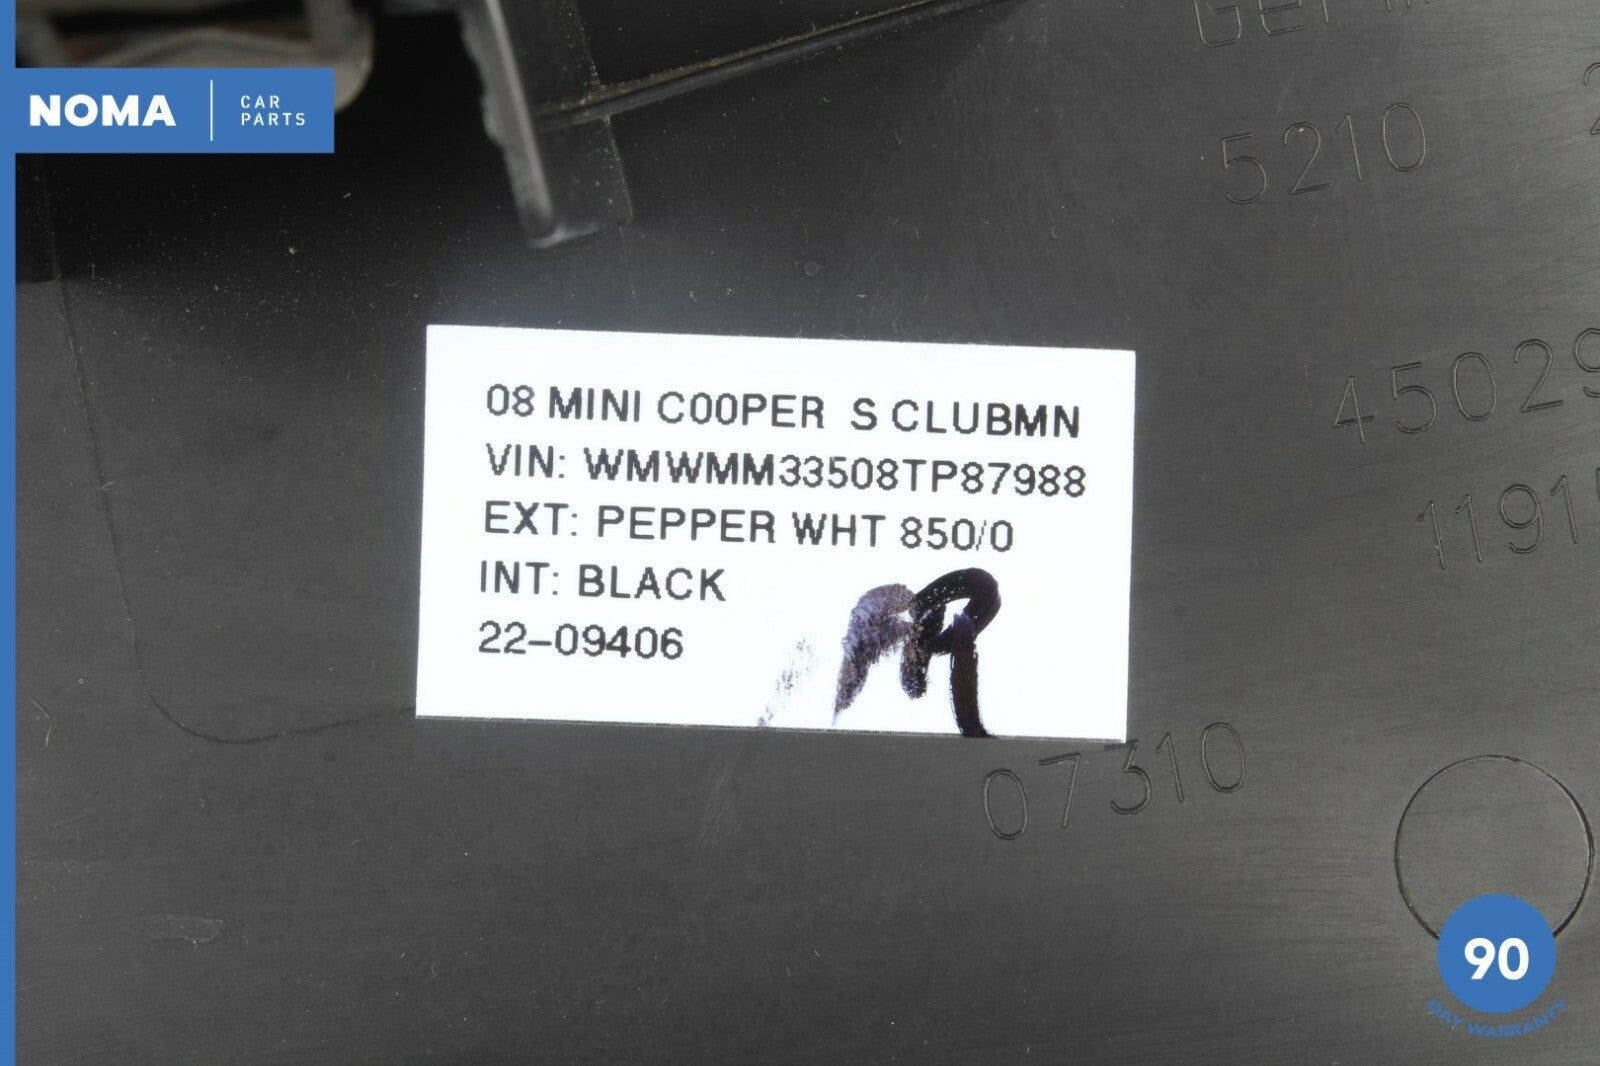 NOMA
CAR
PARTS
5210
08 MINI COOPER S CLUBMN
VIN: WMWMM33508TP87988
EXT: PEPPER WHT 850/0
INT: BLACK
22-09406
07310
90
DAY WARRANTY